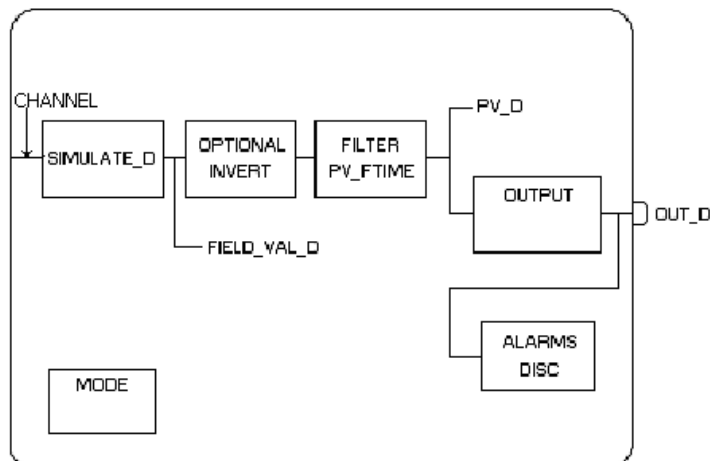 CHANNEL
SIMULATE_D
OPTIONAL
INVERT
FILTER
PV_FTIME
PV_D
OUTPUT
OUT_D
FIELD_VAL_D
ALARMS
DISC
MODE